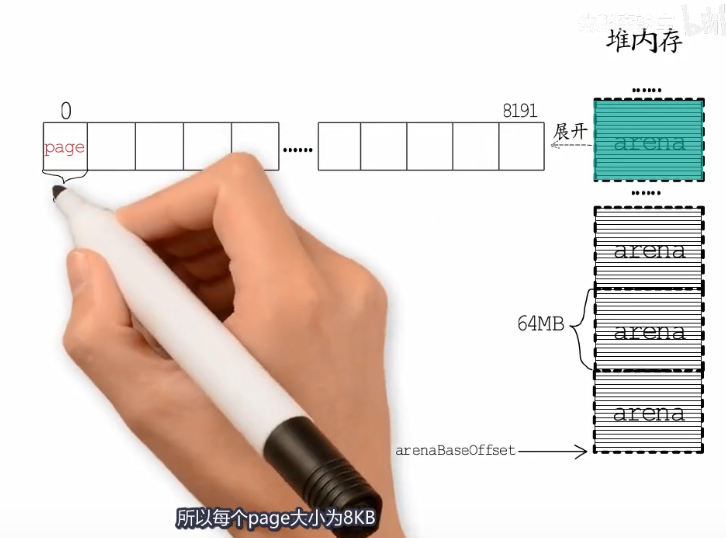 堆内存
......
0
8191
page
......
展开
arena
......
arena
64MB
arena
arena
arenaBaseOffset
所以每个page大小为8KB